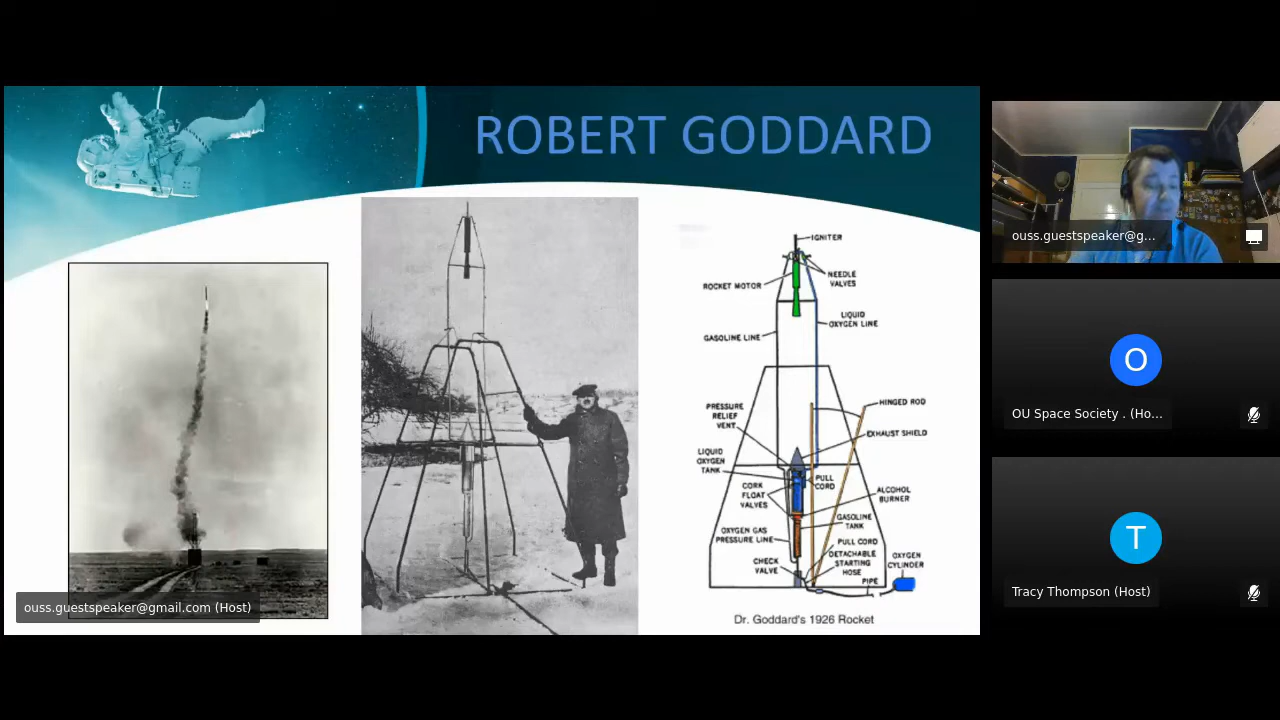 ROBERT GODDARD
IGNITER
NEEDLE
VALVES
ROCKET MOTOR
LIQUID
OXYGEN LINE
GASOLINE LINE
HINGED ROD
PRESSURE
RELIEF
VENT
EXHAUST SHIELD
LIQUID
OXYGEN
TANK
PULL
CORD
CORK
FLOAT
VALVES
ALCOHOL
BURNER
GASOLINE
TANK
OXYGEN GAS
PRESSURE LINE
PULL CORD
DETACHABLE
STARTING
HOSE
CHECK
VALVE
OXYGEN
CYLINDER
PIPE
Dr. Goddard's 1926 Rocket
ouss.guestspeaker@gmail.com (Host)
ouss.guestspeaker@g...
O
OU Space Society . (Ho...
T
Tracy Thompson (Host)